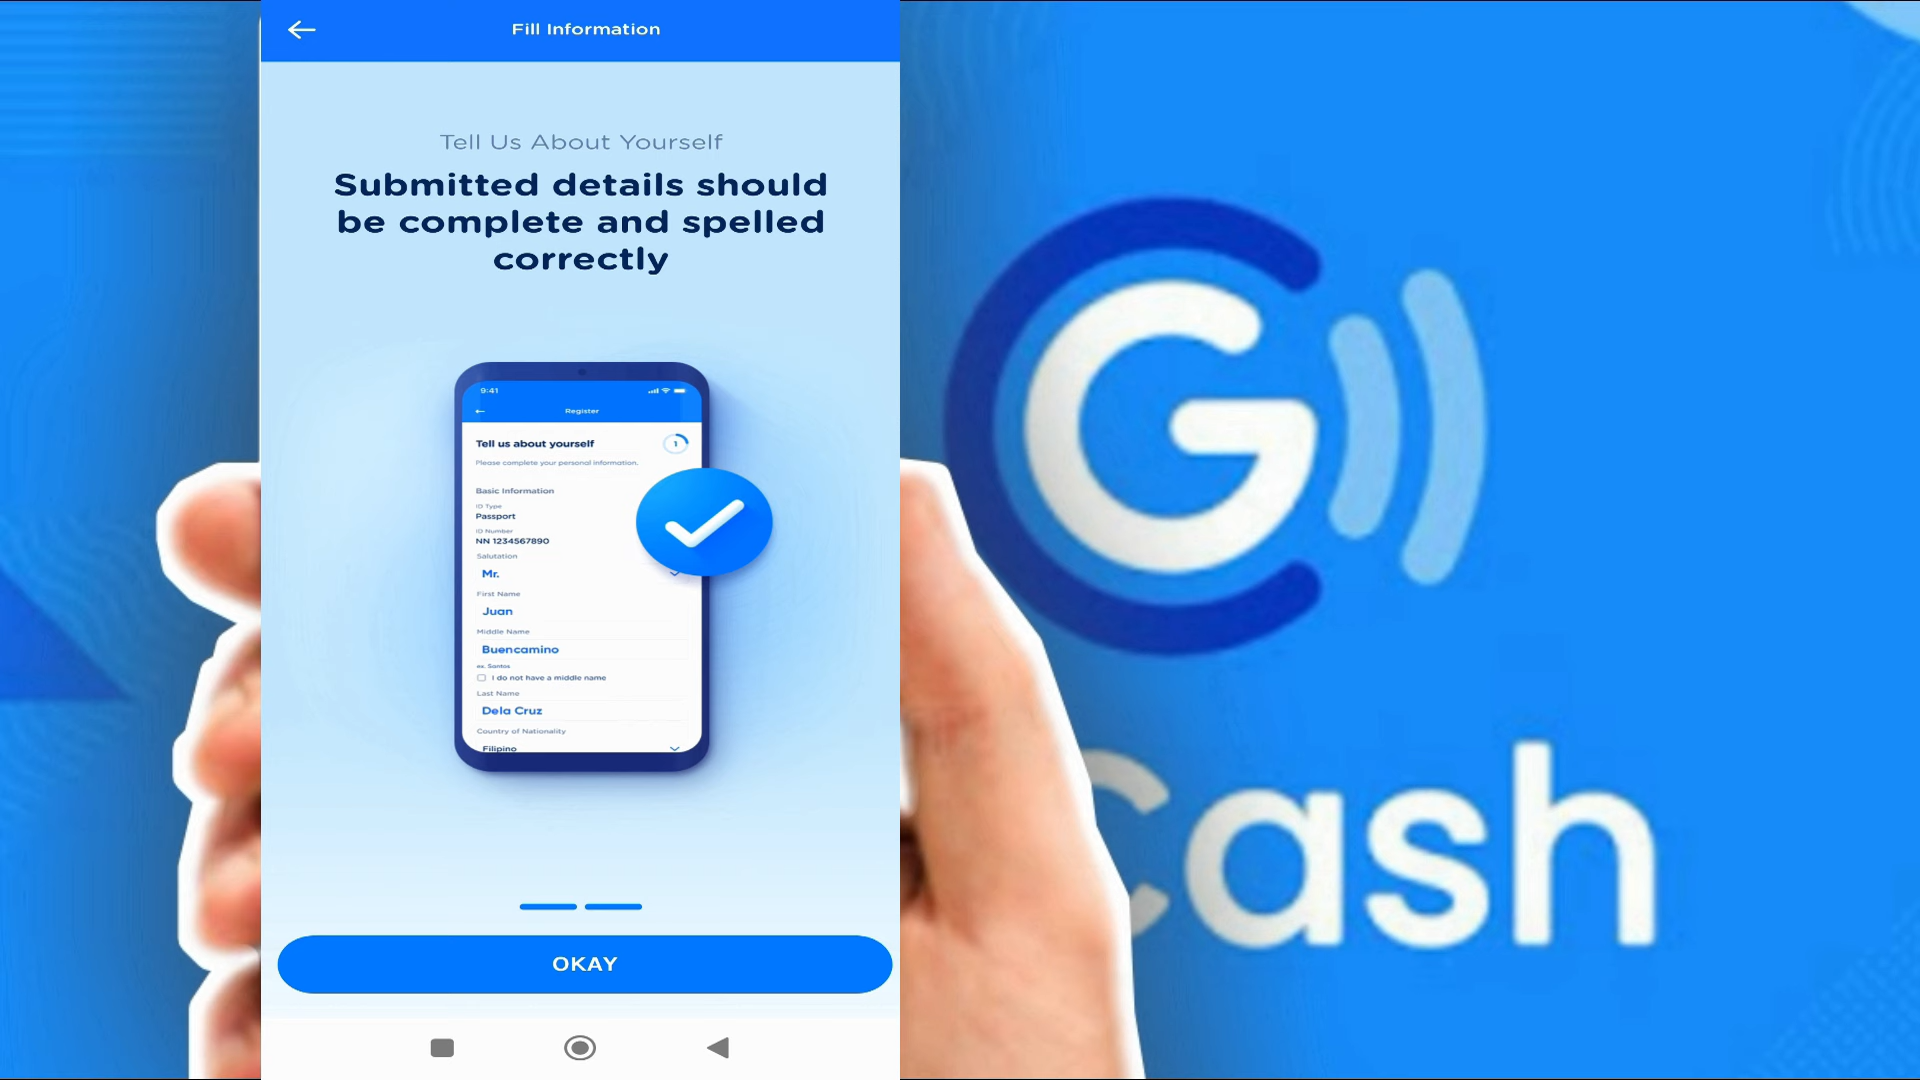 Fill Information
Tell Us About Yourself
Submitted details should
be complete and spelled
correctly
9:41
Register
Tell us about yourself
1
Please complete your personal information.
Basic Information
ID Type
Passport
ID Number
NN 1234567890
Salutation
Mr.
First Name
Juan
Middle Name
Buencamino
ex. Santos
I do not have a middle name
Last Name
Dela Cruz
Country of Nationality
Filipino
OKAY
G
Cash